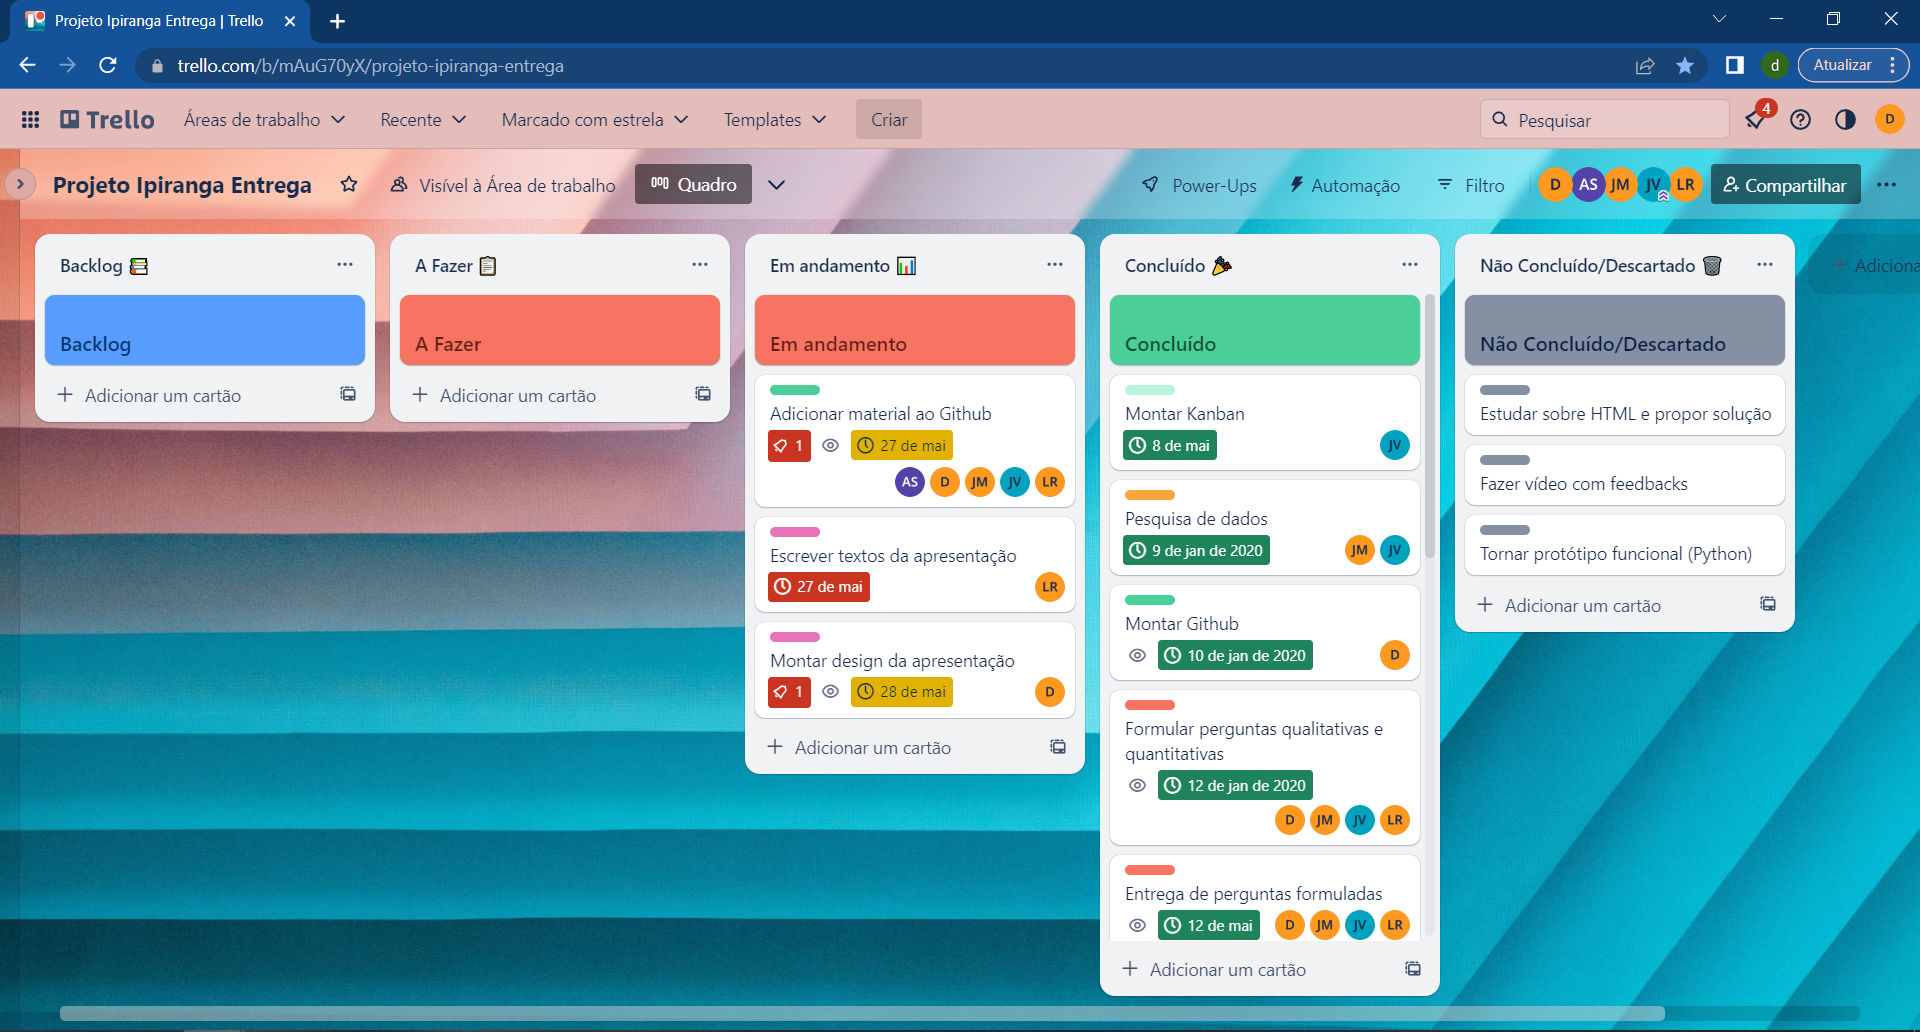 Projeto Ipiranga Entrega | Trello
trello.com/b/mAuG70yX/projeto-ipiranga-entrega
d
Atualizar
Trello
Áreas de trabalho
Recente
Marcado com estrela
Templates
Criar
Pesquisar
4
D
Projeto Ipiranga Entrega
Visível à Área de trabalho
Quadro
Power-Ups
Automação
Filtro
D AS JM JV LR
Compartilhar
Backlog
Backlog
Adicionar um cartão
A Fazer
A Fazer
Adicionar um cartão
Em andamento
Em andamento
Adicionar material ao Github
1
27 de mai
AS D JM JV LR
Escrever textos da apresentação
27 de mai
LR
Montar design da apresentação
1
28 de mai
D
Adicionar um cartão
Concluído
Concluído
Montar Kanban
8 de mai
JV
Pesquisa de dados
9 de jan de 2020
JM JV
Montar Github
10 de jan de 2020
D
Formular perguntas qualitativas e
quantitativas
12 de jan de 2020
D JM JV LR
Entrega de perguntas formuladas
12 de mai
D JM JV LR
Adicionar um cartão
Não Concluído/Descartado
Não Concluído/Descartado
Estudar sobre HTML e propor solução
Fazer vídeo com feedbacks
Tornar protótipo funcional (Python)
Adicionar um cartão
Adiciona